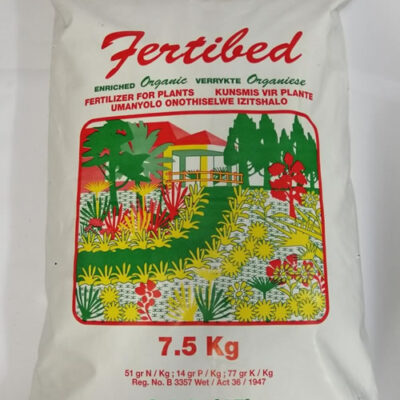 Fertibed
ENRICHED Organic VERRYKTE Organiese
FERTILIZER FOR PLANTS KUNSMIS VIR PLANTE
UMANYOLO ONOTHISELWE IZITSHALO
7.5 Kg
51 gr N / Kg ; 14 gr P / Kg ; 77 gr K / Kg
Reg. No. B 3357 Wet / Act 36 / 1947